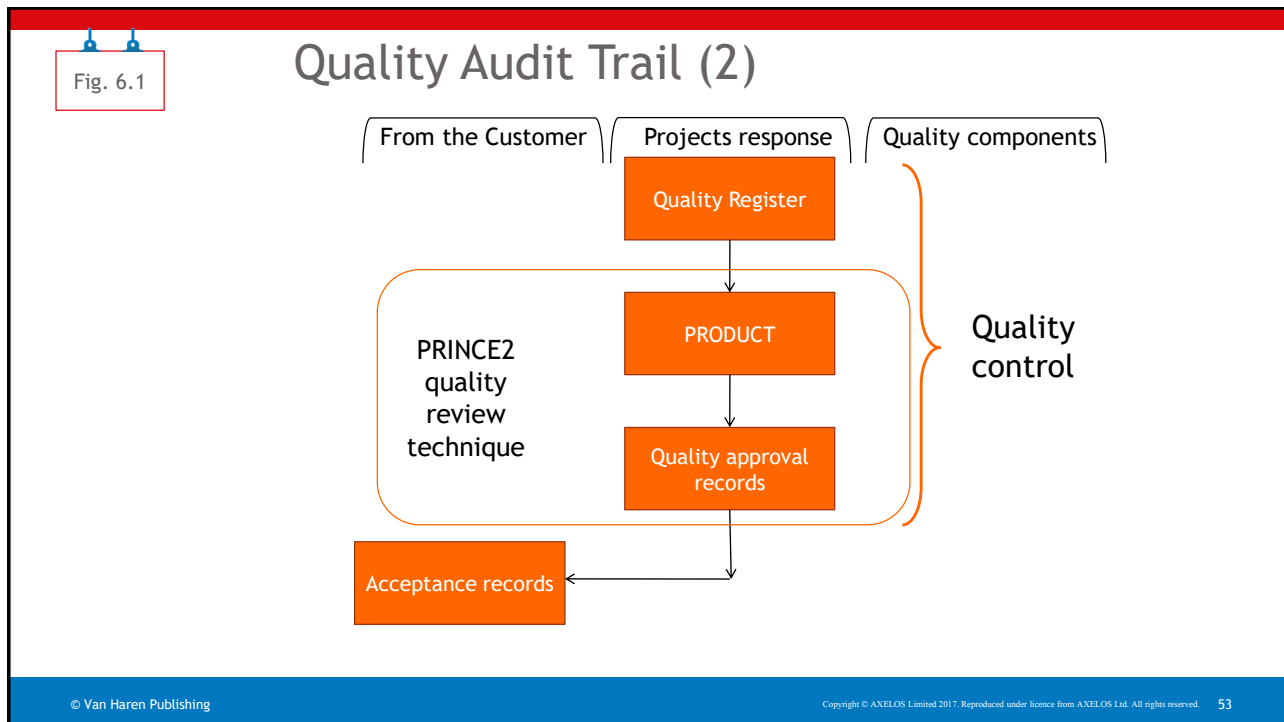 Fig. 6.1
Quality Audit Trail (2)
From the Customer
Projects response
Quality components
Quality Register
PRODUCT
PRINCE2
quality
review
technique
Quality
control
Quality approval
records
Acceptance records
© Van Haren Publishing
Copyright © AXELOS Limited 2017. Reproduced under licence from AXELOS Ltd. All rights reserved.
53